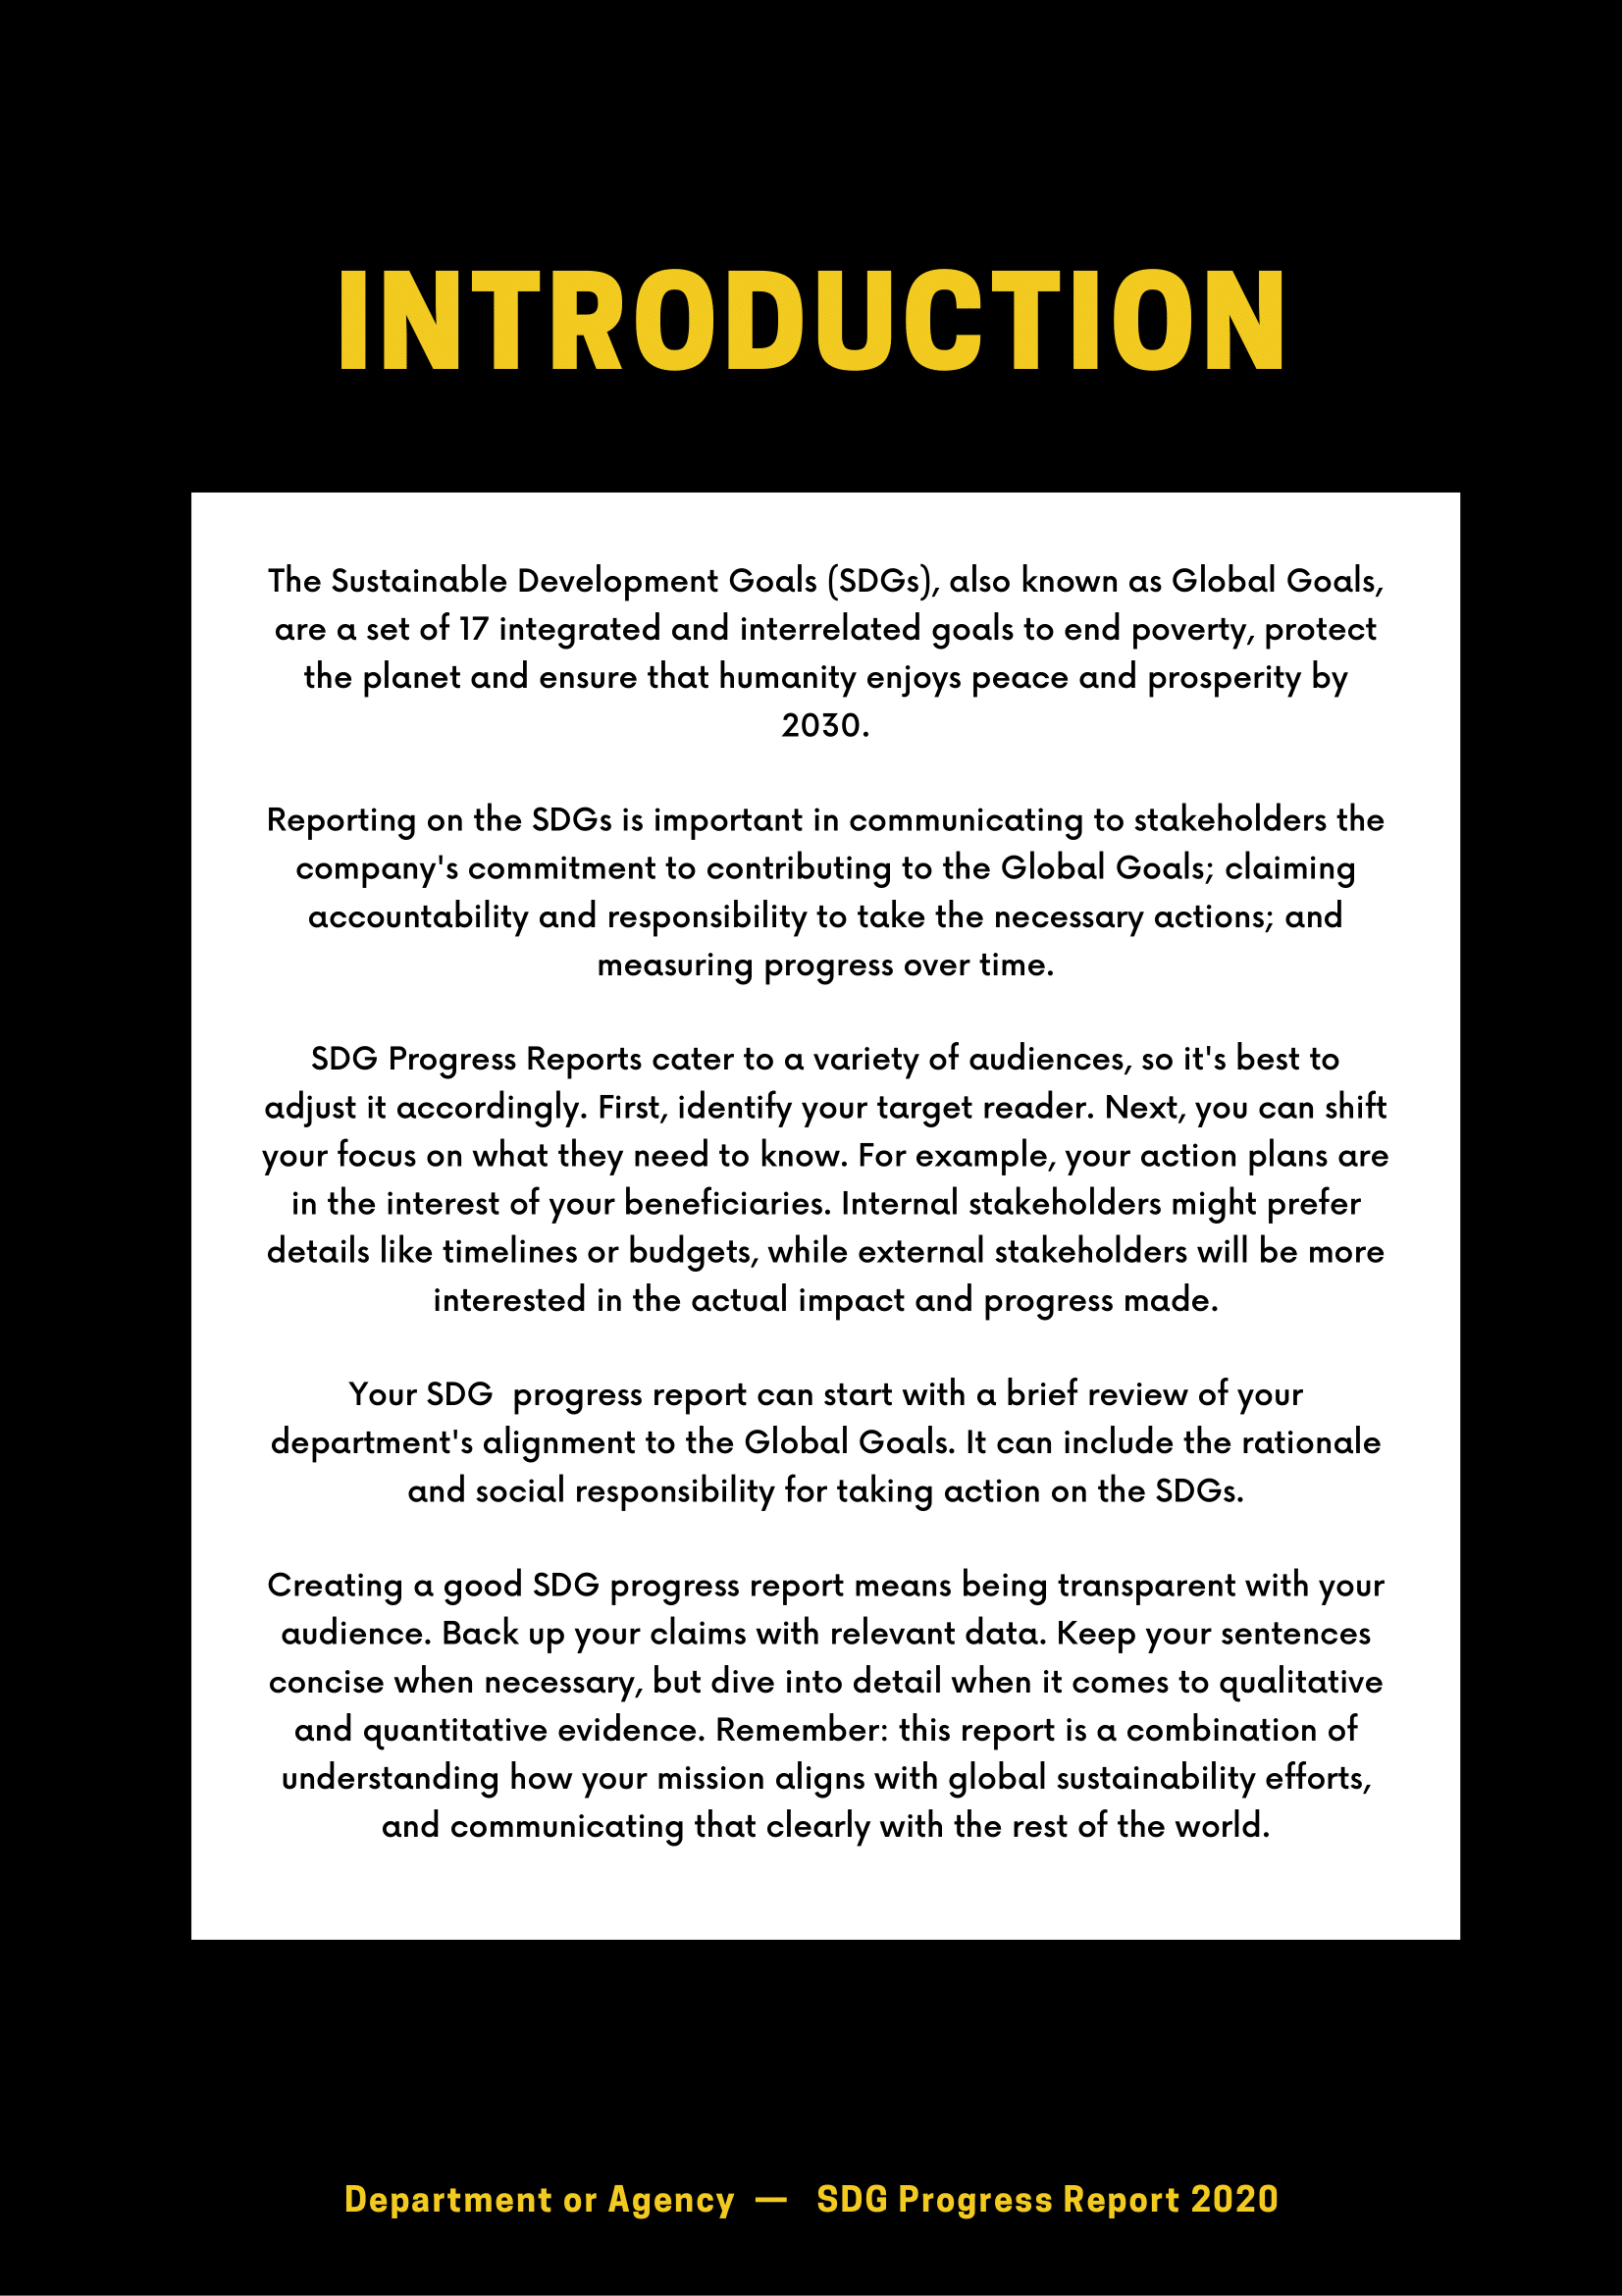 INTRODUCTION
The Sustainable Development Goals (SDGs), also known as Global Goals,
are a set of 17 integrated and interrelated goals to end poverty, protect
the planet and ensure that humanity enjoys peace and prosperity by
2030.
Reporting on the SDGs is important in communicating to stakeholders the
company's commitment to contributing to the Global Goals; claiming
accountability and responsibility to take the necessary actions; and
measuring progress over time.
SDG Progress Reports cater to a variety of audiences, so it's best to
adjust it accordingly. First, identify your target reader. Next, you can shift
your focus on what they need to know. For example, your action plans are
in the interest of your beneficiaries. Internal stakeholders might prefer
details like timelines or budgets, while external stakeholders will be more
interested in the actual impact and progress made.
Your SDG  progress report can start with a brief review of your
department's alignment to the Global Goals. It can include the rationale
and social responsibility for taking action on the SDGs.
Creating a good SDG progress report means being transparent with your
audience. Back up your claims with relevant data. Keep your sentences
concise when necessary, but dive into detail when it comes to qualitative
and quantitative evidence. Remember: this report is a combination of
understanding how your mission aligns with global sustainability efforts,
and communicating that clearly with the rest of the world.
Department or Agency — SDG Progress Report 2020